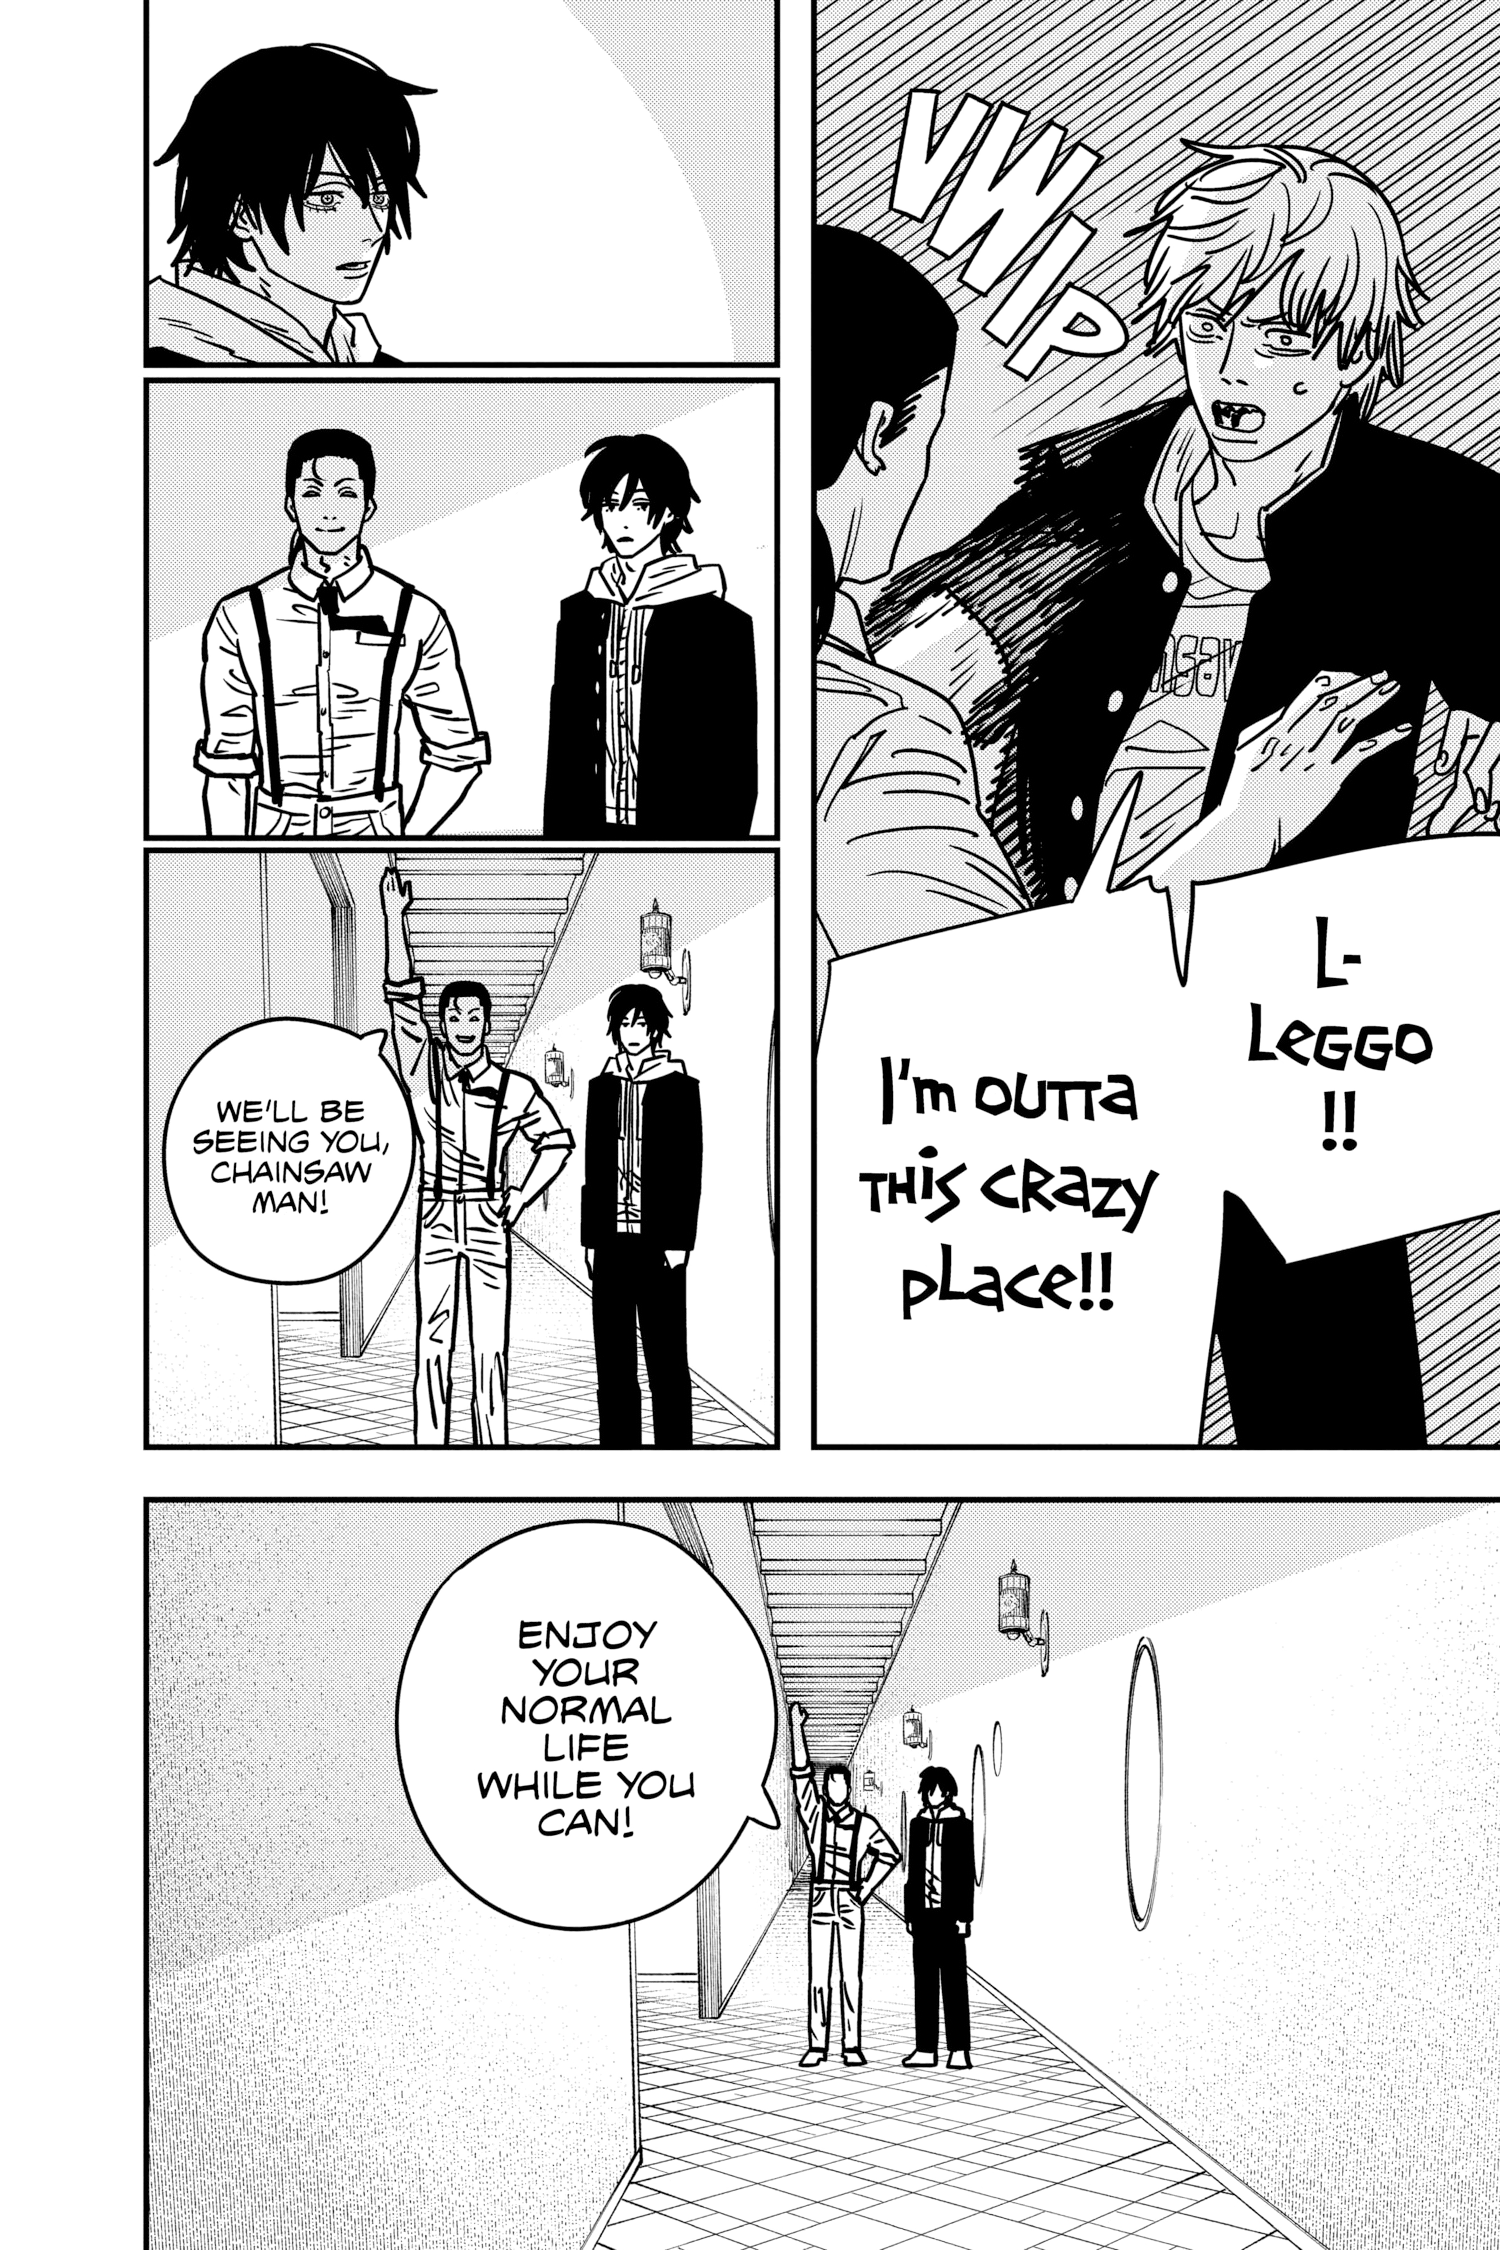 VWIP
L-
LEGGO
!!
I'M OUTTA
THIS CRAZY
PLACE!!
WE'LL BE
SEEING YOU,
CHAINSAW
MAN!
ENJOY
YOUR
NORMAL
LIFE
WHILE YOU
CAN!